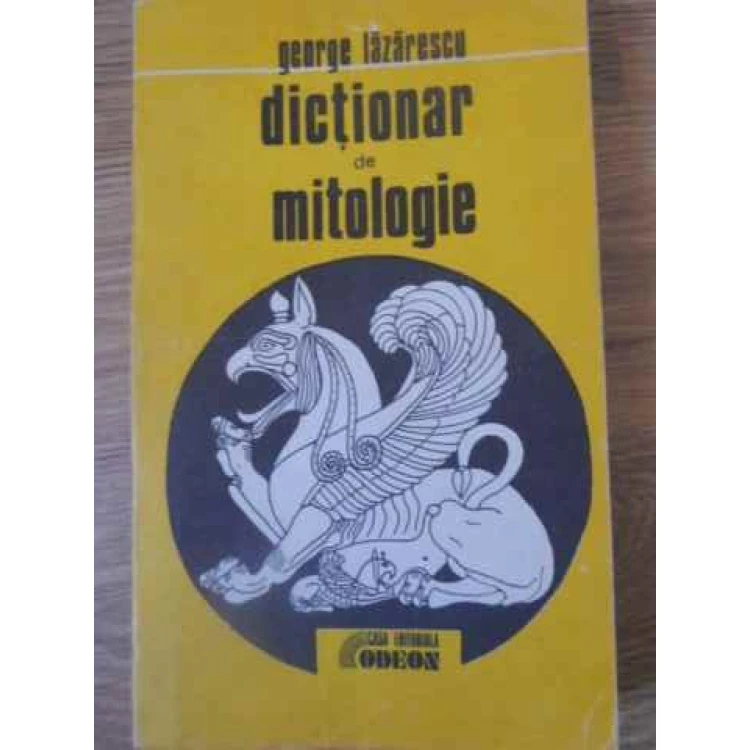 george lăzărescu
dicționar
de
mitologie
CASA EDITORIALĂ
ODEON